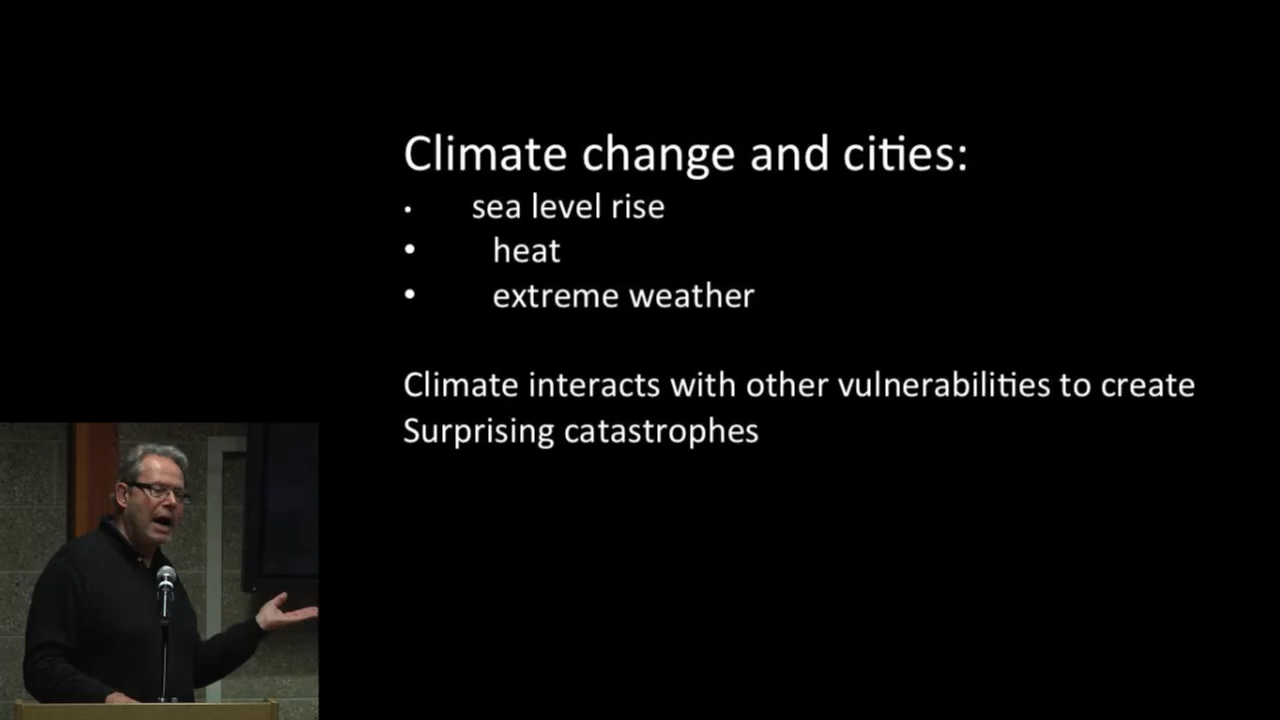 Climate change and cities:
• sea level rise
• heat
• extreme weather
Climate interacts with other vulnerabilities to create
Surprising catastrophes